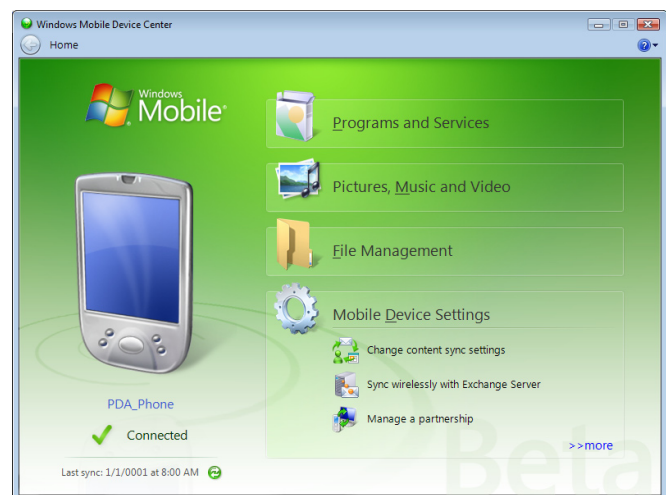 Windows Mobile Device Center
Home
Windows
Mobile®
Programs and Services
Pictures, Music and Video
File Management
Mobile Device Settings
Change content sync settings
Sync wirelessly with Exchange Server
Manage a partnership
>>more
PDA_Phone
Connected
Last sync: 1/1/0001 at 8:00 AM
Beta